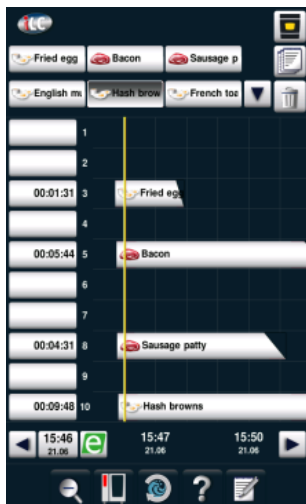 iLC
Fried egg Bacon Sausage p
English mu Hash brow French toa
1
2
00:01:31 3 Fried egg
4
00:05:44 5 Bacon
6
7
00:04:31 8 Sausage patty
9
00:09:48 10 Hash browns
15:46 e 15:47 15:50
21.06 21.06 21.06
?